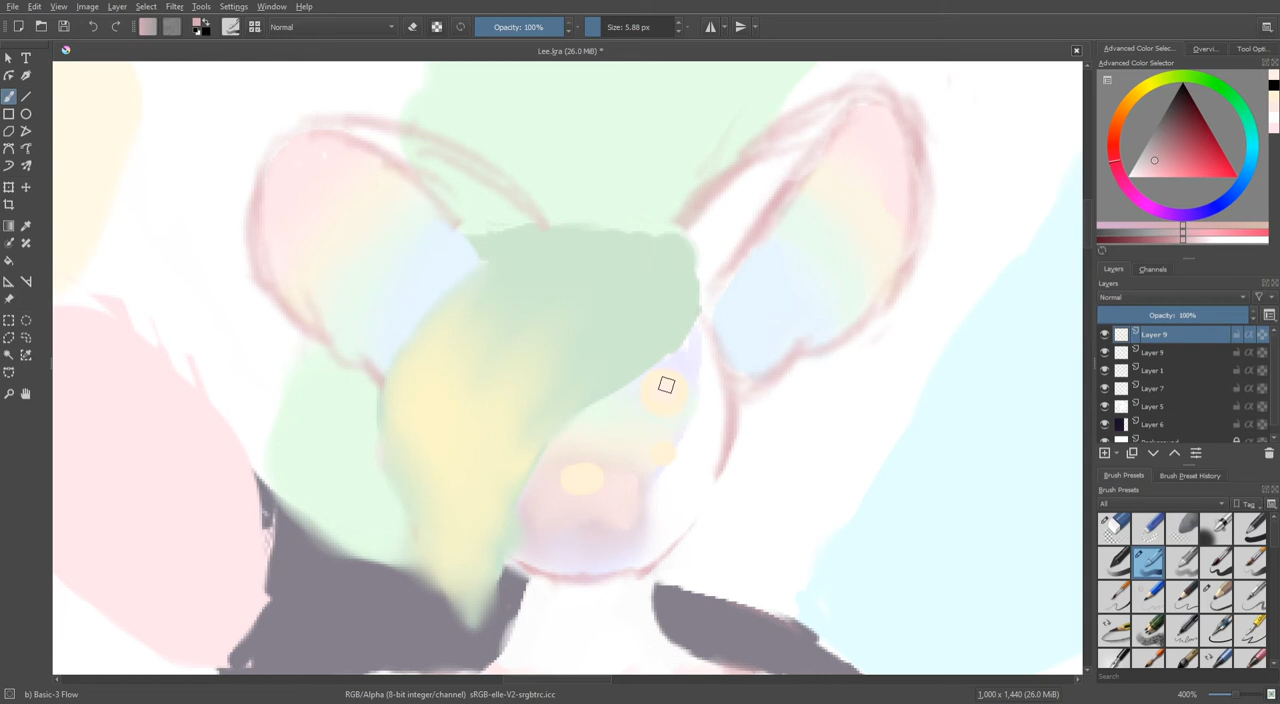 File Edit View Image Layer Select Filter Tools Settings Window Help
Normal Opacity: 100% Size: 5.88 px
Lee.kra (26.0 MiB) *
Advanced Color Selec... Overvi... Tool Opti...
Advanced Color Selector
Layers Channels
Layers
Normal
Opacity: 100%
Layer 9
Layer 9
Layer 1
Layer 7
Layer 5
Layer 6
Background
Brush Presets Brush Preset History
Brush Presets
All Tag
Search
b) Basic-3 Flow RGB/Alpha (8-bit integer/channel) sRGB-elle-V2-srgbtrc.icc 1,000 x 1,440 (26.0 MiB) 400%